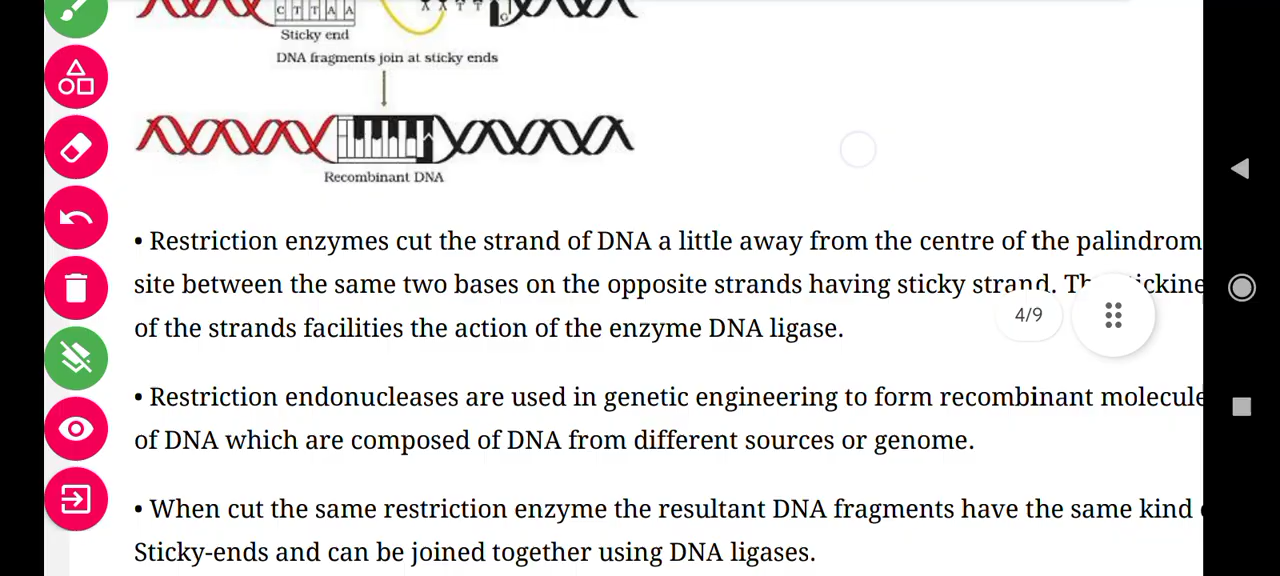 C T T A A
G
Sticky end
DNA fragments join at sticky ends
Recombinant DNA
• Restriction enzymes cut the strand of DNA a little away from the centre of the palindrom
site between the same two bases on the opposite strands having sticky strand. Th ickine
of the strands facilities the action of the enzyme DNA ligase.
4/9
• Restriction endonucleases are used in genetic engineering to form recombinant molecule
of DNA which are composed of DNA from different sources or genome.
• When cut the same restriction enzyme the resultant DNA fragments have the same kind
Sticky-ends and can be joined together using DNA ligases.